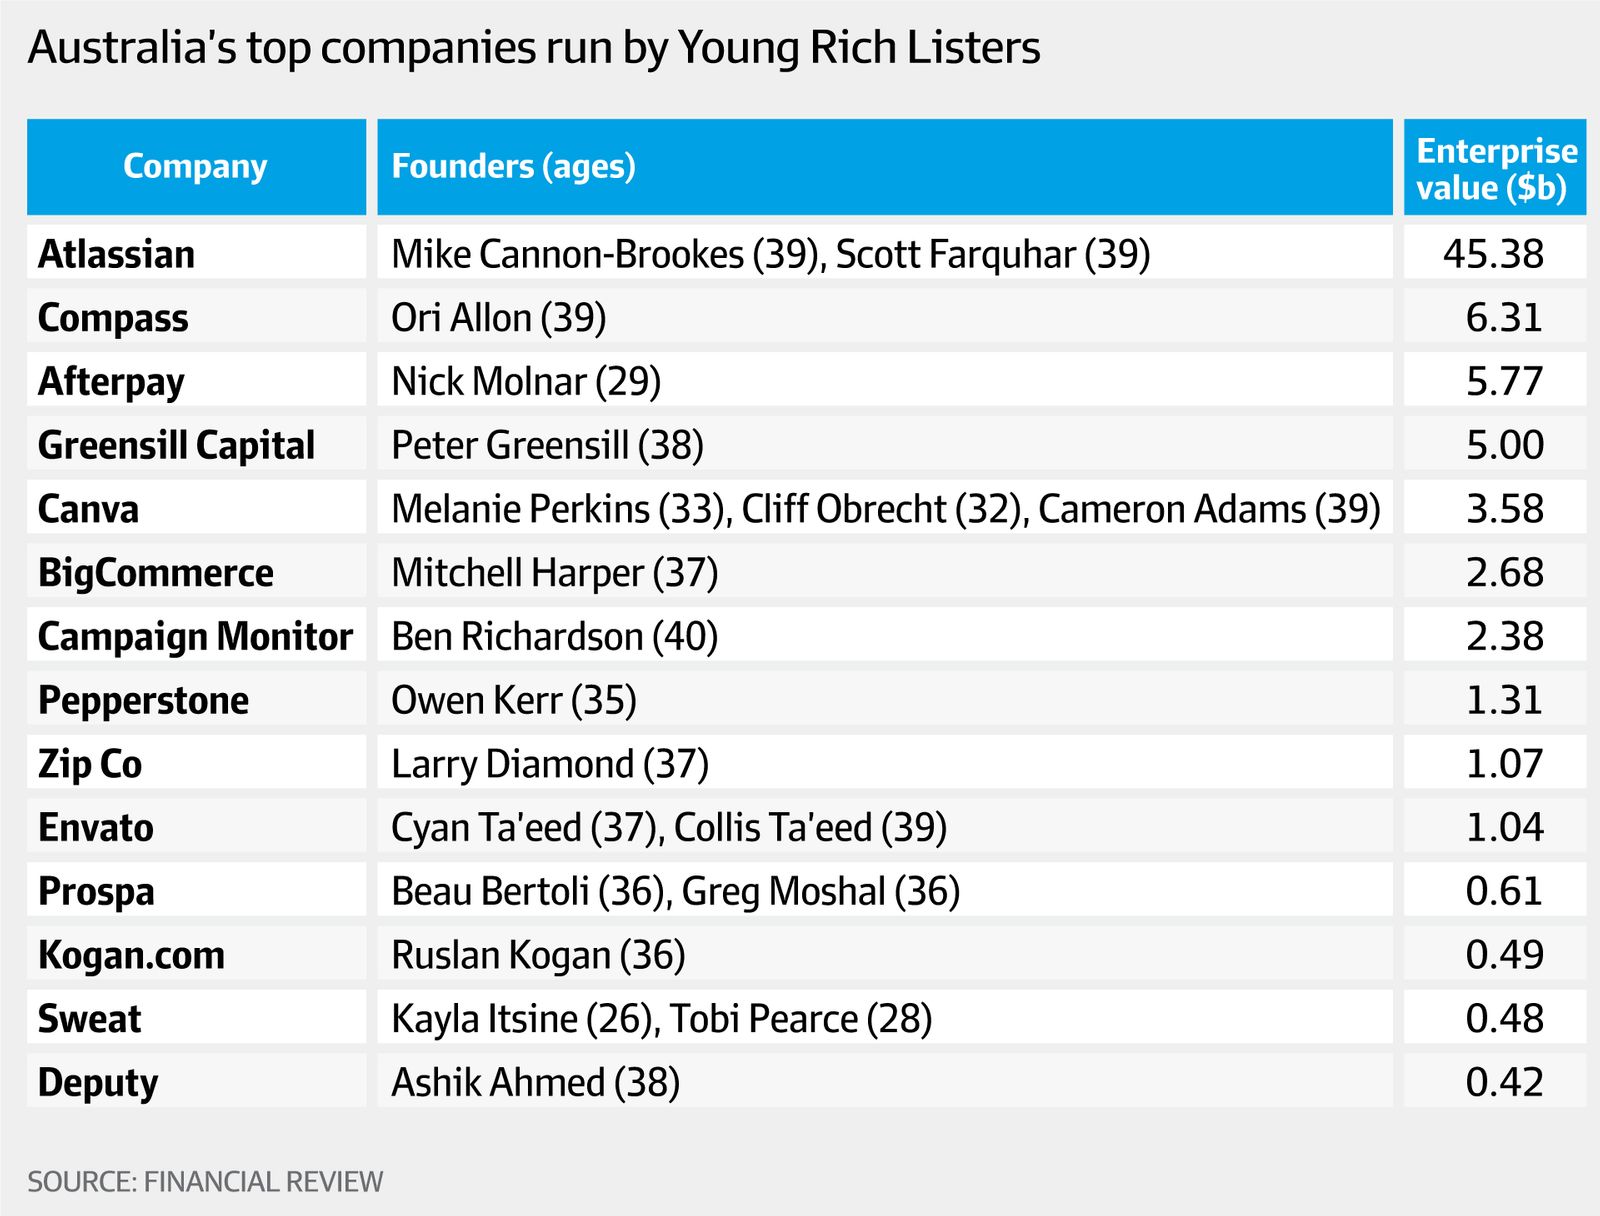 Australia’s top companies run by Young Rich Listers
Company Founders (ages) Enterprise value ($b)
Atlassian Mike Cannon-Brookes (39), Scott Farquhar (39) 45.38
Compass Ori Allon (39) 6.31
Afterpay Nick Molnar (29) 5.77
Greensill Capital Peter Greensill (38) 5.00
Canva Melanie Perkins (33), Cliff Obrecht (32), Cameron Adams (39) 3.58
BigCommerce Mitchell Harper (37) 2.68
Campaign Monitor Ben Richardson (40) 2.38
Pepperstone Owen Kerr (35) 1.31
Zip Co Larry Diamond (37) 1.07
Envato Cyan Ta’eed (37), Collis Ta’eed (39) 1.04
Prospa Beau Bertoli (36), Greg Moshal (36) 0.61
Kogan.com Ruslan Kogan (36) 0.49
Sweat Kayla Itsine (26), Tobi Pearce (28) 0.48
Deputy Ashik Ahmed (38) 0.42
SOURCE: FINANCIAL REVIEW